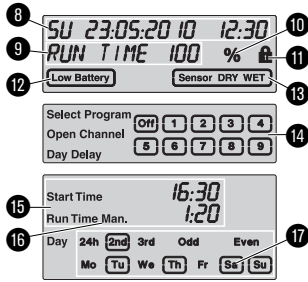 8 SU 23:05:2010 12:30 10
9 RUN TIME 100 % 11
12 Low Battery Sensor DRY WET 13
Select Program Off 1 2 3 4
Open Channel 14
Day Delay 5 6 7 8 9
Start Time 16:30
15 Run Time Man. 1:20
16 Day 24h 2nd 3rd Odd Even 17
Mo Tu We Th Fr Sa Su